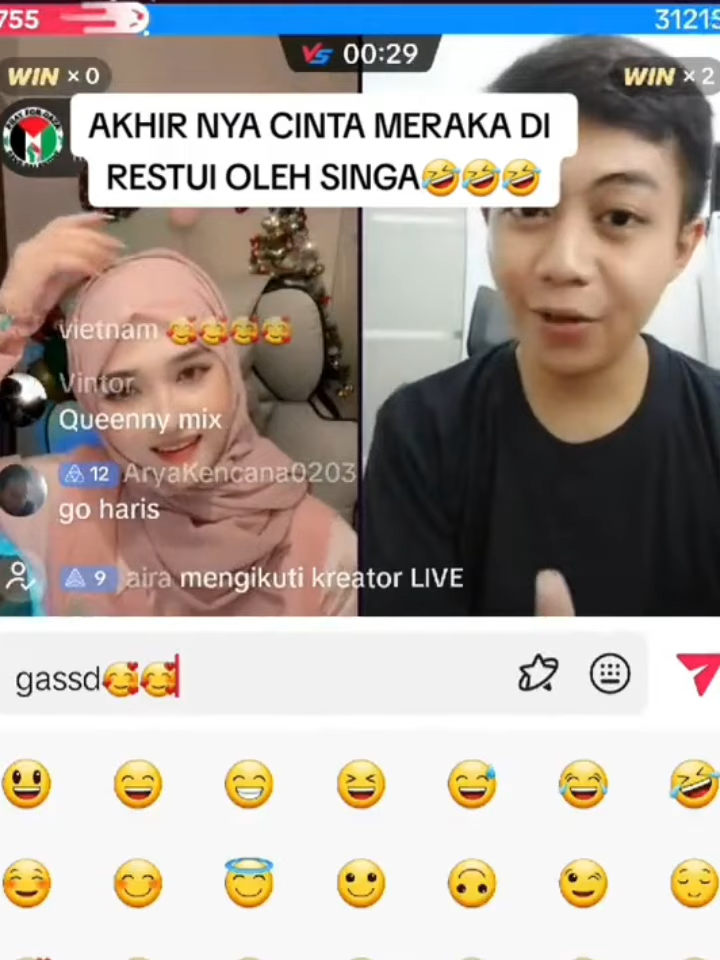 755
31215
VS 00:29
WIN × 0
WIN × 2
AKHIR NYA CINTA MERAKA DI
RESTUI OLEH SINGA🤣🤣🤣
vietnam 🥰🥰🥰🥰
Vintor
Queenny mix
12 AryaKencana0203
go haris
9 aira mengikuti kreator LIVE
gassd🥰🥰